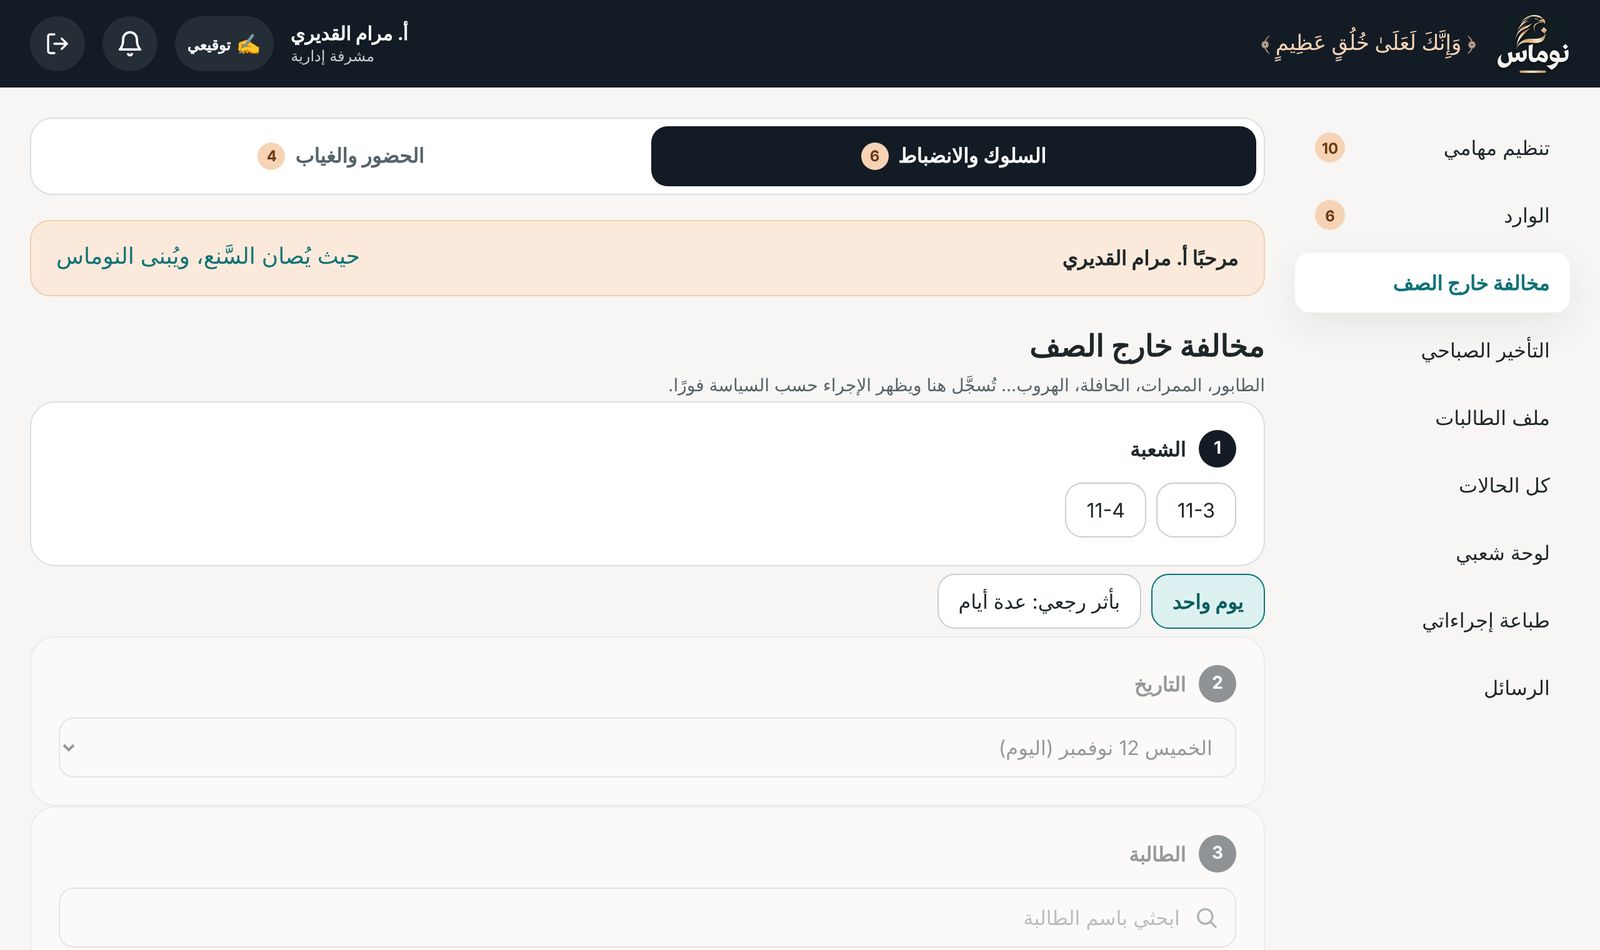 نوماس
﴿ وَإِنَّكَ لَعَلَىٰ خُلُقٍ عَظِيمٍ ﴾
أ. مرام القديري
مشرفة إدارية
✍️ توقيعي
تنظيم مهامي 10
الوارد 6
مخالفة خارج الصف
التأخير الصباحي
ملف الطالبات
كل الحالات
لوحة شعبي
طباعة إجراءاتي
الرسائل
السلوك والانضباط 6
الحضور والغياب 4
مرحبًا أ. مرام القديري
حيث يُصان السَّنع، ويُبنى النوماس
مخالفة خارج الصف
الطابور، الممرات، الحافلة، الهروب... تُسجَّل هنا ويظهر الإجراء حسب السياسة فورًا.
1 الشعبة
11-3
11-4
يوم واحد
بأثر رجعي: عدة أيام
2 التاريخ
الخميس 12 نوفمبر (اليوم)
3 الطالبة
ابحثي باسم الطالبة